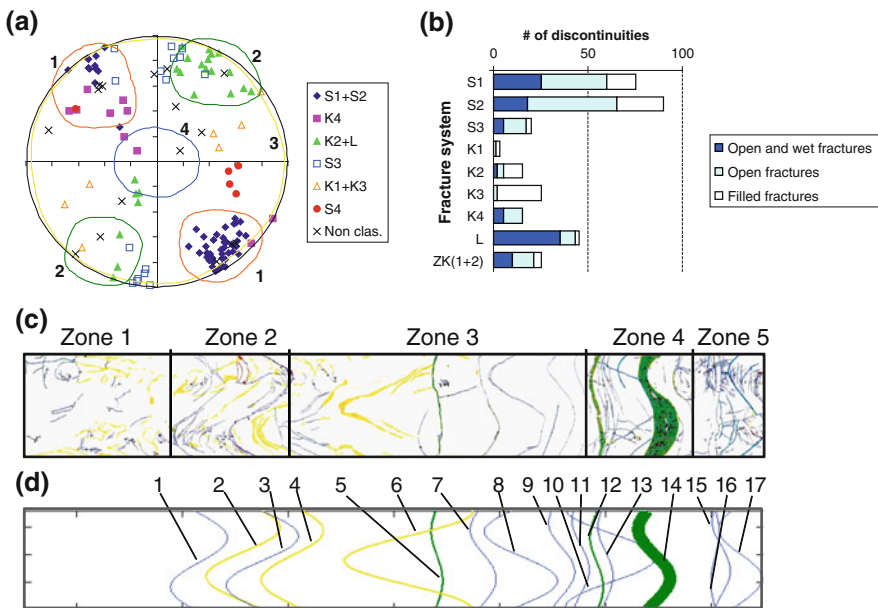 (a)
1
2
4
3
2
1
S1+S2
K4
K2+L
S3
K1+K3
S4
Non clas.
(b)
# of discontinuities
0 50 100
Fracture system
S1
S2
S3
K1
K2
K3
K4
L
ZK(1+2)
Open and wet fractures
Open fractures
Filled fractures
(c)
Zone 1 Zone 2 Zone 3 Zone 4 Zone 5
(d)
1 2 3 4 5 6 7 8 9 10 11 12 13 14 15 16 17